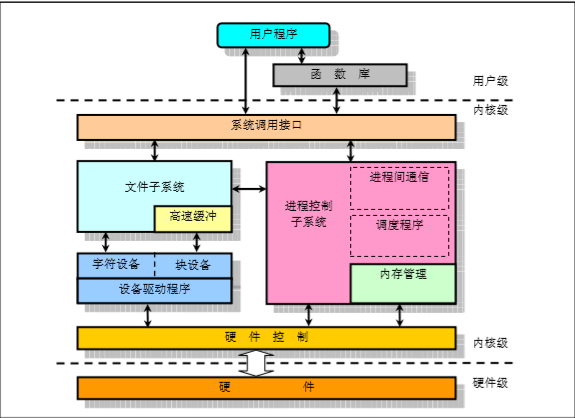 用户程序
函 数 库
用户级
内核级
系统调用接口
文件子系统
高速缓冲
进程控制
子系统
进程间通信
调度程序
内存管理
字符设备
块设备
设备驱动程序
硬 件 控 制
内核级
硬 件
硬件级